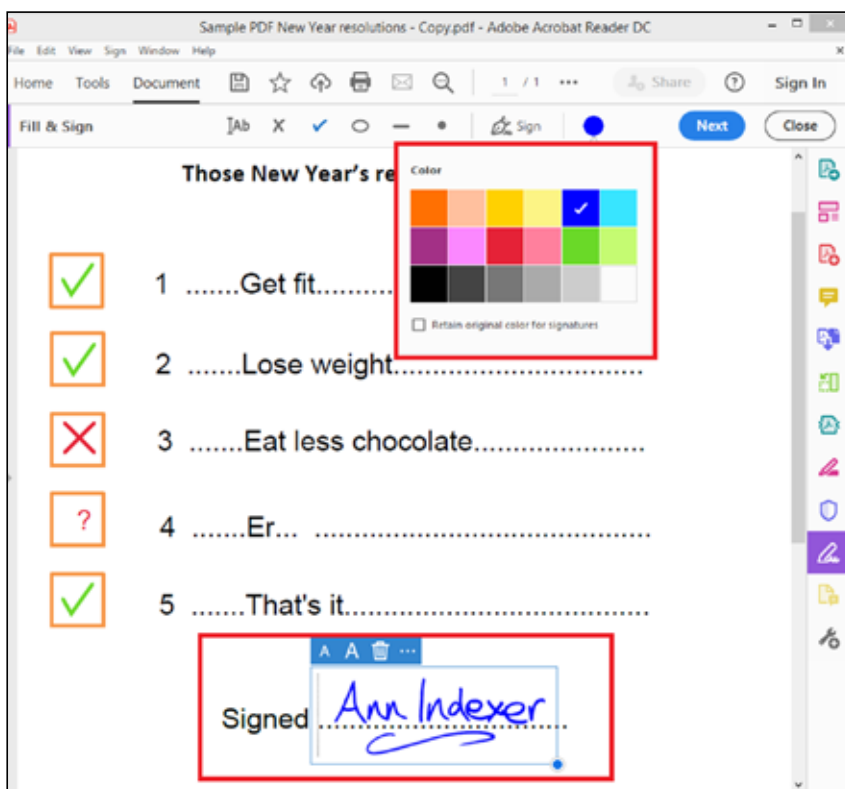 Sample PDF New Year resolutions - Copy.pdf - Adobe Acrobat Reader DC
File Edit View Sign Window Help
Home Tools Document 1 / 1 ... Share ? Sign In
Fill & Sign Ab X Sign Next Close
Those New Year's re
Color
Retain original color for signatures
1 .......Get fit..........
2 .......Lose weight.................................
3 .......Eat less chocolate.......................
? 4 .......Er... ............................................
5 .......That's it........................................
A A ...
Signed ................................
Ann Indexer